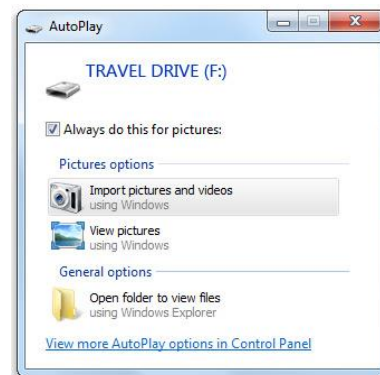 AutoPlay
TRAVEL DRIVE (F:)
Always do this for pictures:
Pictures options
Import pictures and videos
using Windows
View pictures
using Windows
General options
Open folder to view files
using Windows Explorer
View more AutoPlay options in Control Panel